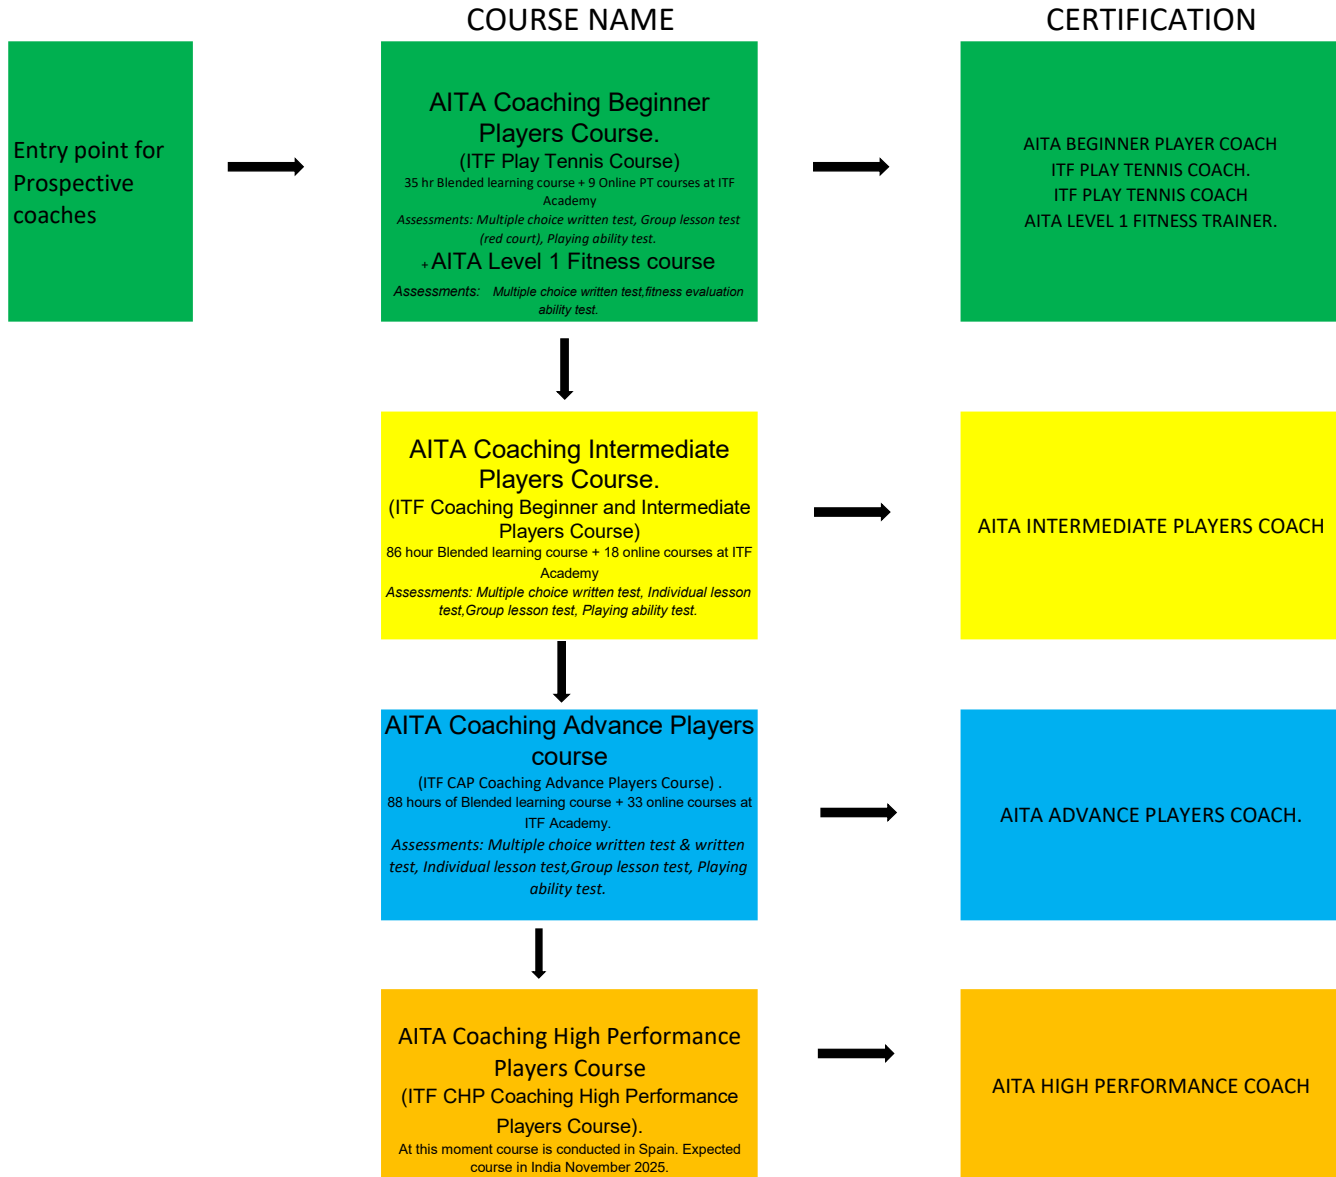 COURSE NAME
CERTIFICATION
Entry point for
Prospective
coaches
AITA Coaching Beginner
Players Course.
(ITF Play Tennis Course)
35 hr Blended learning course + 9 Online PT courses at ITF
Academy
Assessments: Multiple choice written test, Group lesson test
(red court), Playing ability test.
+ AITA Level 1 Fitness course
Assessments: Multiple choice written test,fitness evaluation
ability test.
AITA BEGINNER PLAYER COACH
ITF PLAY TENNIS COACH.
ITF PLAY TENNIS COACH
AITA LEVEL 1 FITNESS TRAINER.
AITA Coaching Intermediate
Players Course.
(ITF Coaching Beginner and Intermediate
Players Course)
86 hour Blended learning course + 18 online courses at ITF
Academy
Assessments: Multiple choice written test, Individual lesson
test,Group lesson test, Playing ability test.
AITA INTERMEDIATE PLAYERS COACH
AITA Coaching Advance Players
course
(ITF CAP Coaching Advance Players Course) .
88 hours of Blended learning course + 33 online courses at
ITF Academy.
Assessments: Multiple choice written test & written
test, Individual lesson test,Group lesson test, Playing
ability test.
AITA ADVANCE PLAYERS COACH.
AITA Coaching High Performance
Players Course
(ITF CHP Coaching High Performance
Players Course).
At this moment course is conducted in Spain. Expected
course in India November 2025.
AITA HIGH PERFORMANCE COACH